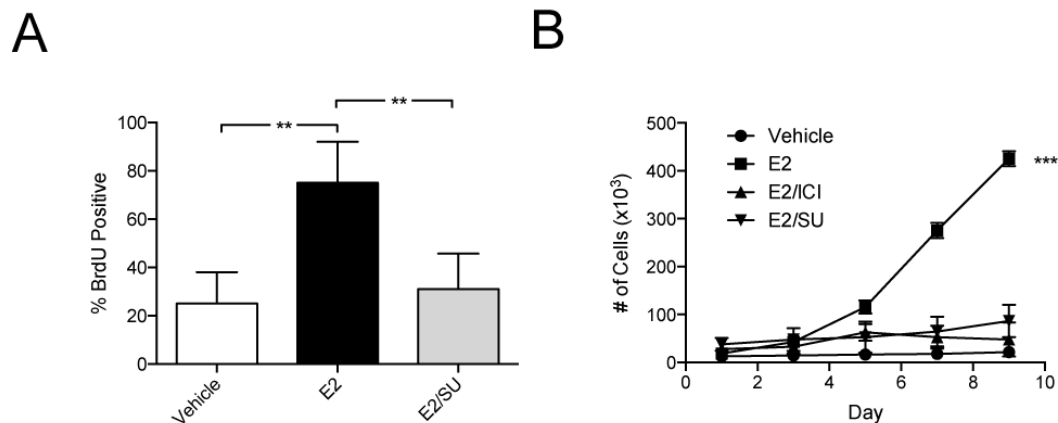 A
**
**
% BrdU Positive
100
80
60
40
20
0
Vehicle
E2
E2/SU
B
# of Cells (x10³)
500
400
300
200
100
0
Vehicle
E2
E2/ICI
E2/SU
***
0 2 4 6 8 10
Day